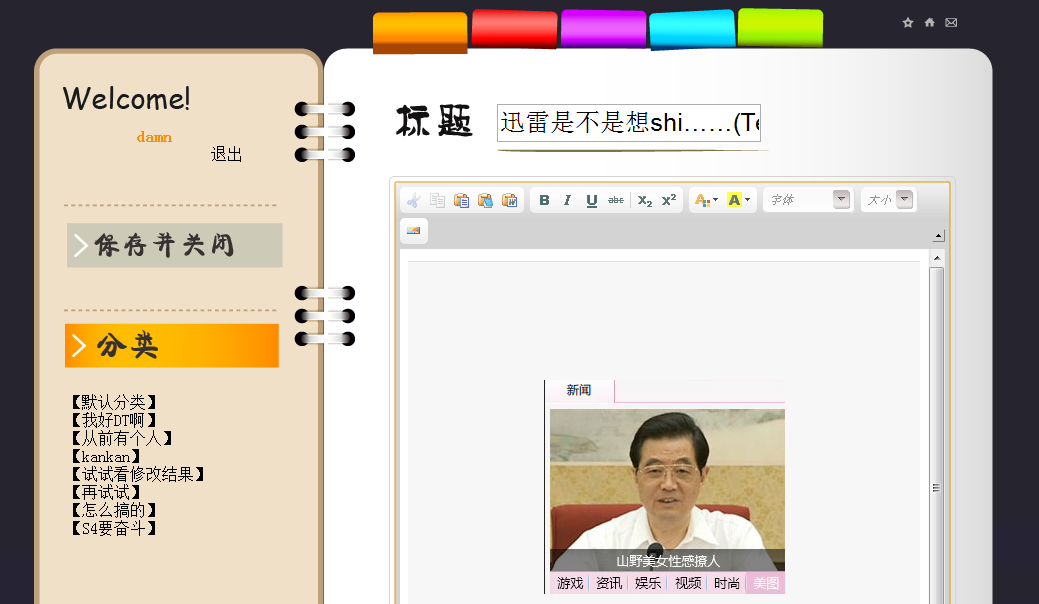 Welcome!
damn
退出
保存并关闭
分类
【默认分类】
【我好DT啊】
【从前有个人】
【kankan】
【试试看修改结果】
【再试试】
【怎么搞的】
【S4要奋斗】
标题 迅雷是不是想shi……(Te
B I U abc X₂ X² A A 字体 大小
新闻
山野美女性感撩人
游戏 资讯 娱乐 视频 时尚 美图